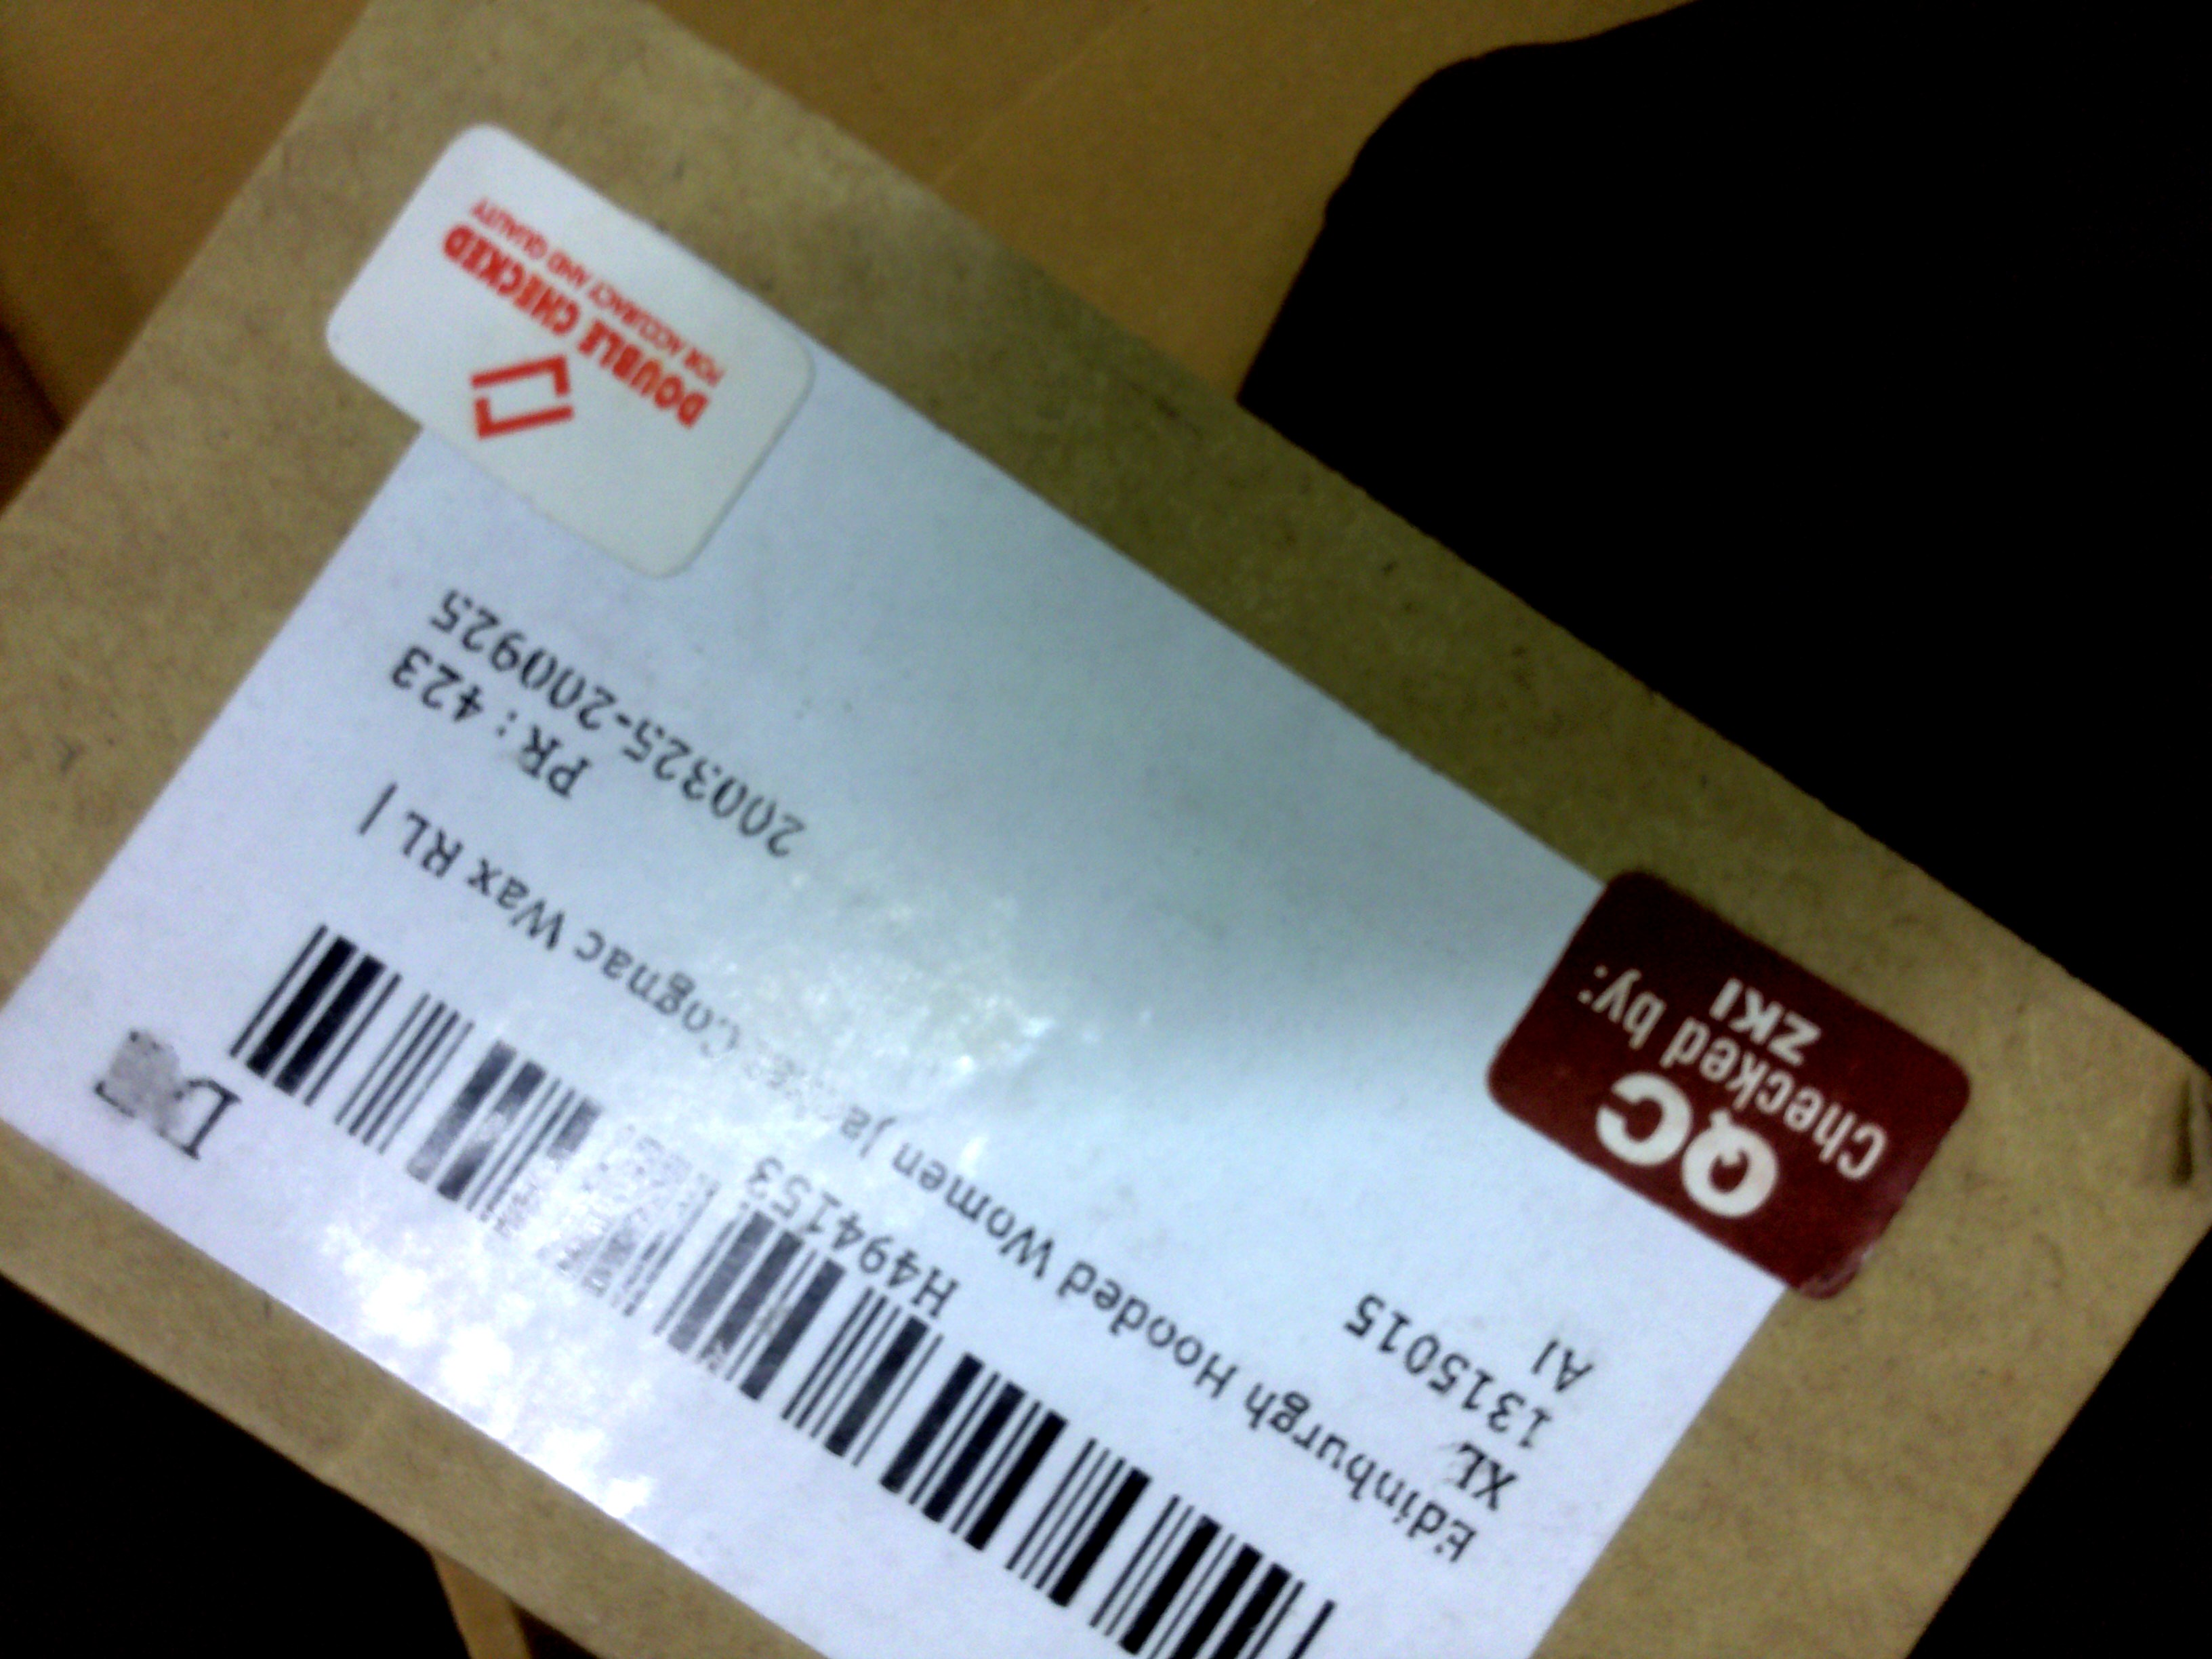 H494153
Edinburgh Hooded Women Cognac Wax RL |
XL
1315015
PR: 423
AI
200325-200925
QC
Checked by:
ZKI
DOUBLE CHECKED
FOR ACCURACY AND QUALITY